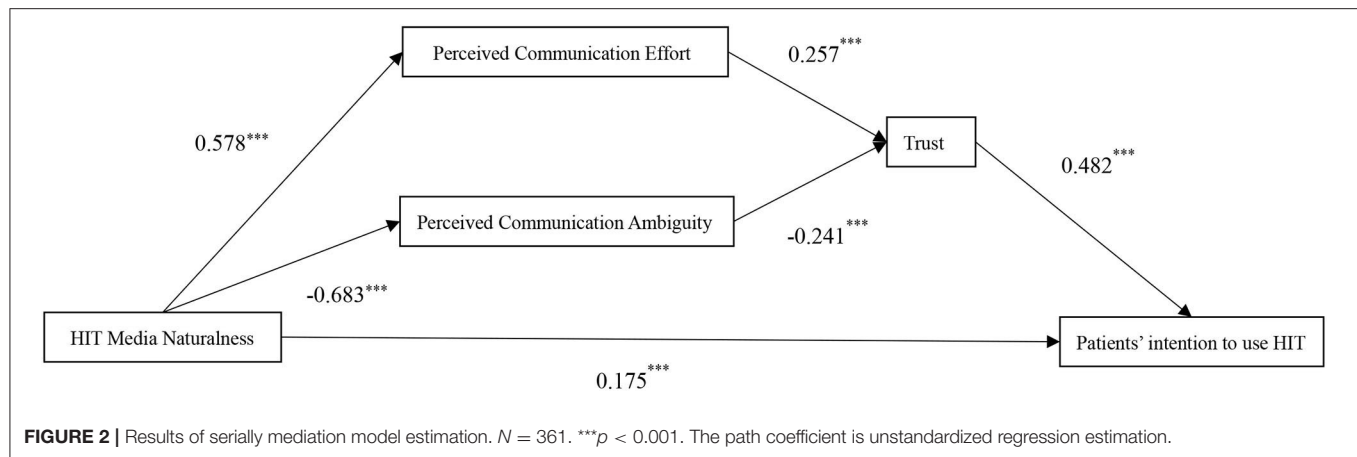 Perceived Communication Effort
0.257***
0.578***
Trust
0.482***
Perceived Communication Ambiguity
-0.241***
-0.683***
HIT Media Naturalness
Patients' intention to use HIT
0.175***
FIGURE 2 | Results of serially mediation model estimation. N = 361. ***p < 0.001. The path coefficient is unstandardized regression estimation.